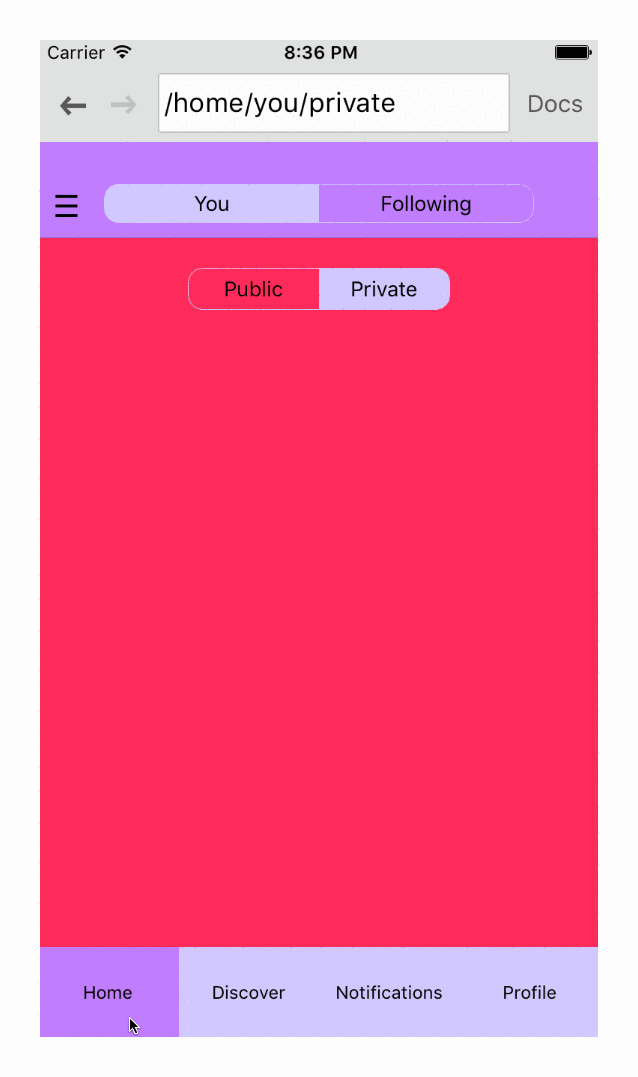 Carrier 8:36 PM
/home/you/private Docs
You Following
Public Private
Home Discover Notifications Profile